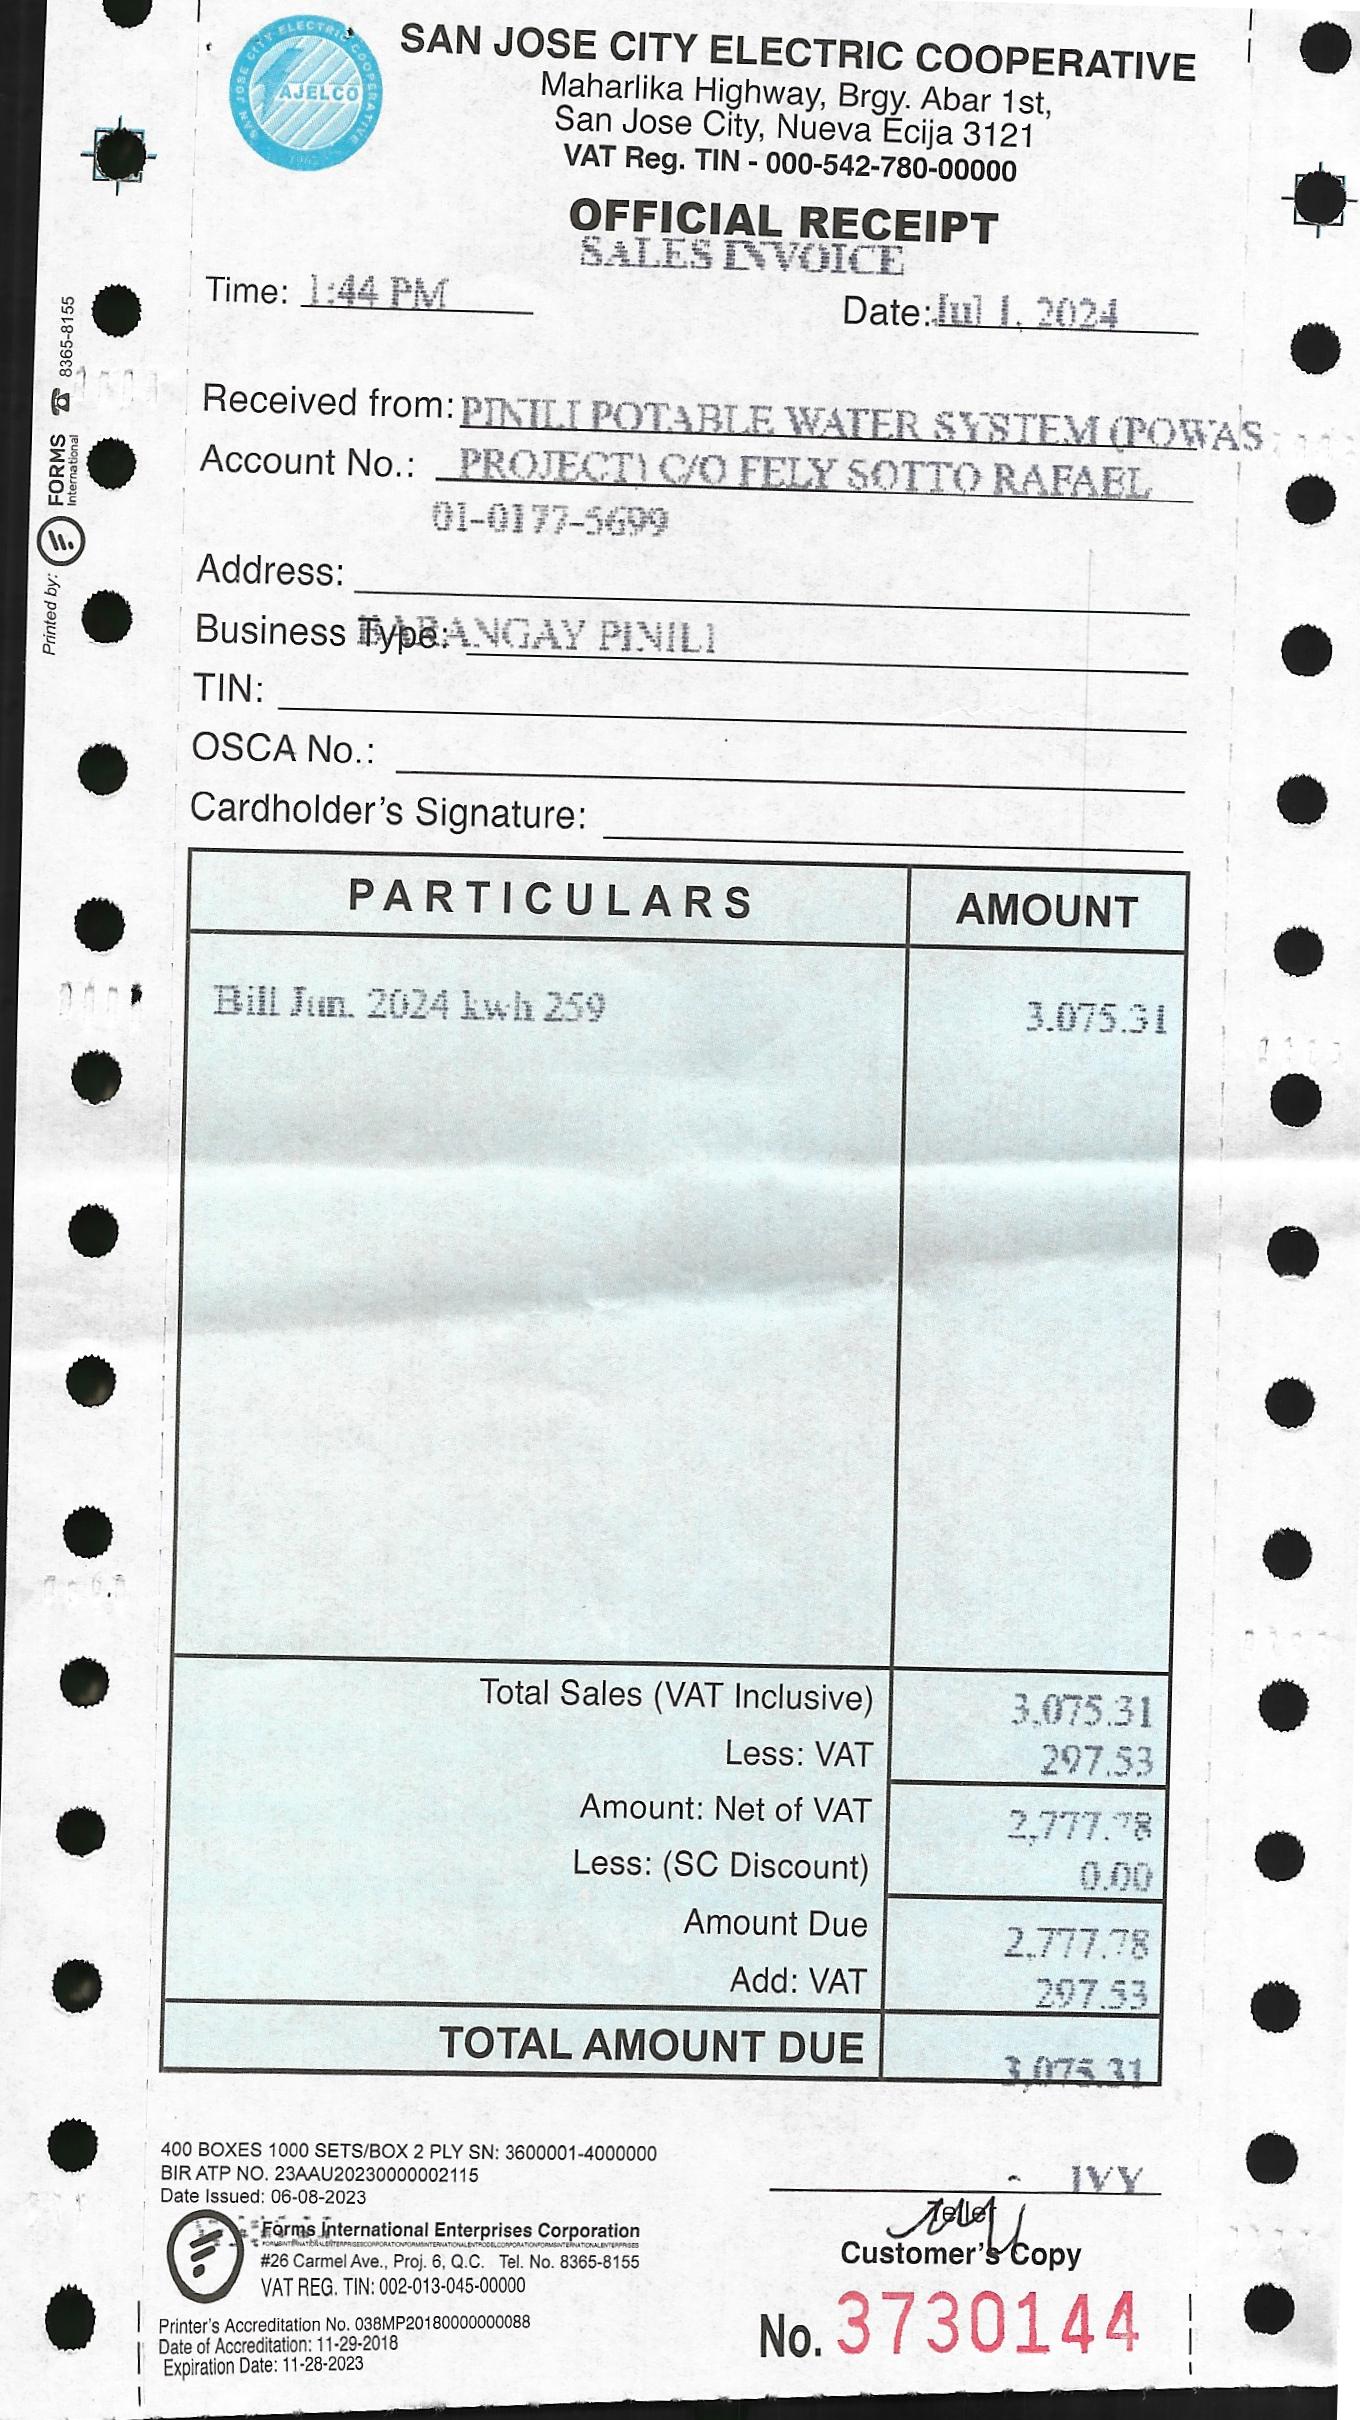 SAN JOSE CITY ELECTRIC COOPERATIVE
Maharlika Highway, Brgy. Abar 1st,
San Jose City, Nueva Ecija 3121
VAT Reg. TIN - 000-542-780-00000
SAN JOSE CITY ELECTRIC COOPERATIVE
AJELCO
OFFICIAL RECEIPT
SALES INVOICE
Time: 1:44 PM
Date: Jul 1, 2024
Received from: PINILI POTABLE WATER SYSTEM (POWAS
Account No.: PROJECT) C/O FELY SOTTO RAFAEL
01-0177-5699
Address:
Business Type: BARANGAY PINILI
TIN:
OSCA No.:
Cardholder's Signature:
PARTICULARS AMOUNT
Bill Jun. 2024 kwh 259 3,075.31
Total Sales (VAT Inclusive) 3,075.31
Less: VAT 297.53
Amount: Net of VAT 2,777.78
Less: (SC Discount) 0.00
Amount Due 2,777.78
Add: VAT 297.53
TOTAL AMOUNT DUE 3,075.31
400 BOXES 1000 SETS/BOX 2 PLY SN: 3600001-4000000
BIR ATP NO. 23AAU20230000002115
Date Issued: 06-08-2023
Forms International Enterprises Corporation
#26 Carmel Ave., Proj. 6, Q.C. Tel. No. 8365-8155
VAT REG. TIN: 002-013-045-00000
Printer's Accreditation No. 038MP20180000000088
Date of Accreditation: 11-29-2018
Expiration Date: 11-28-2023
IVY
Teller
Customer's Copy
No. 3730144
Printed by: FORMS International 8365-8155